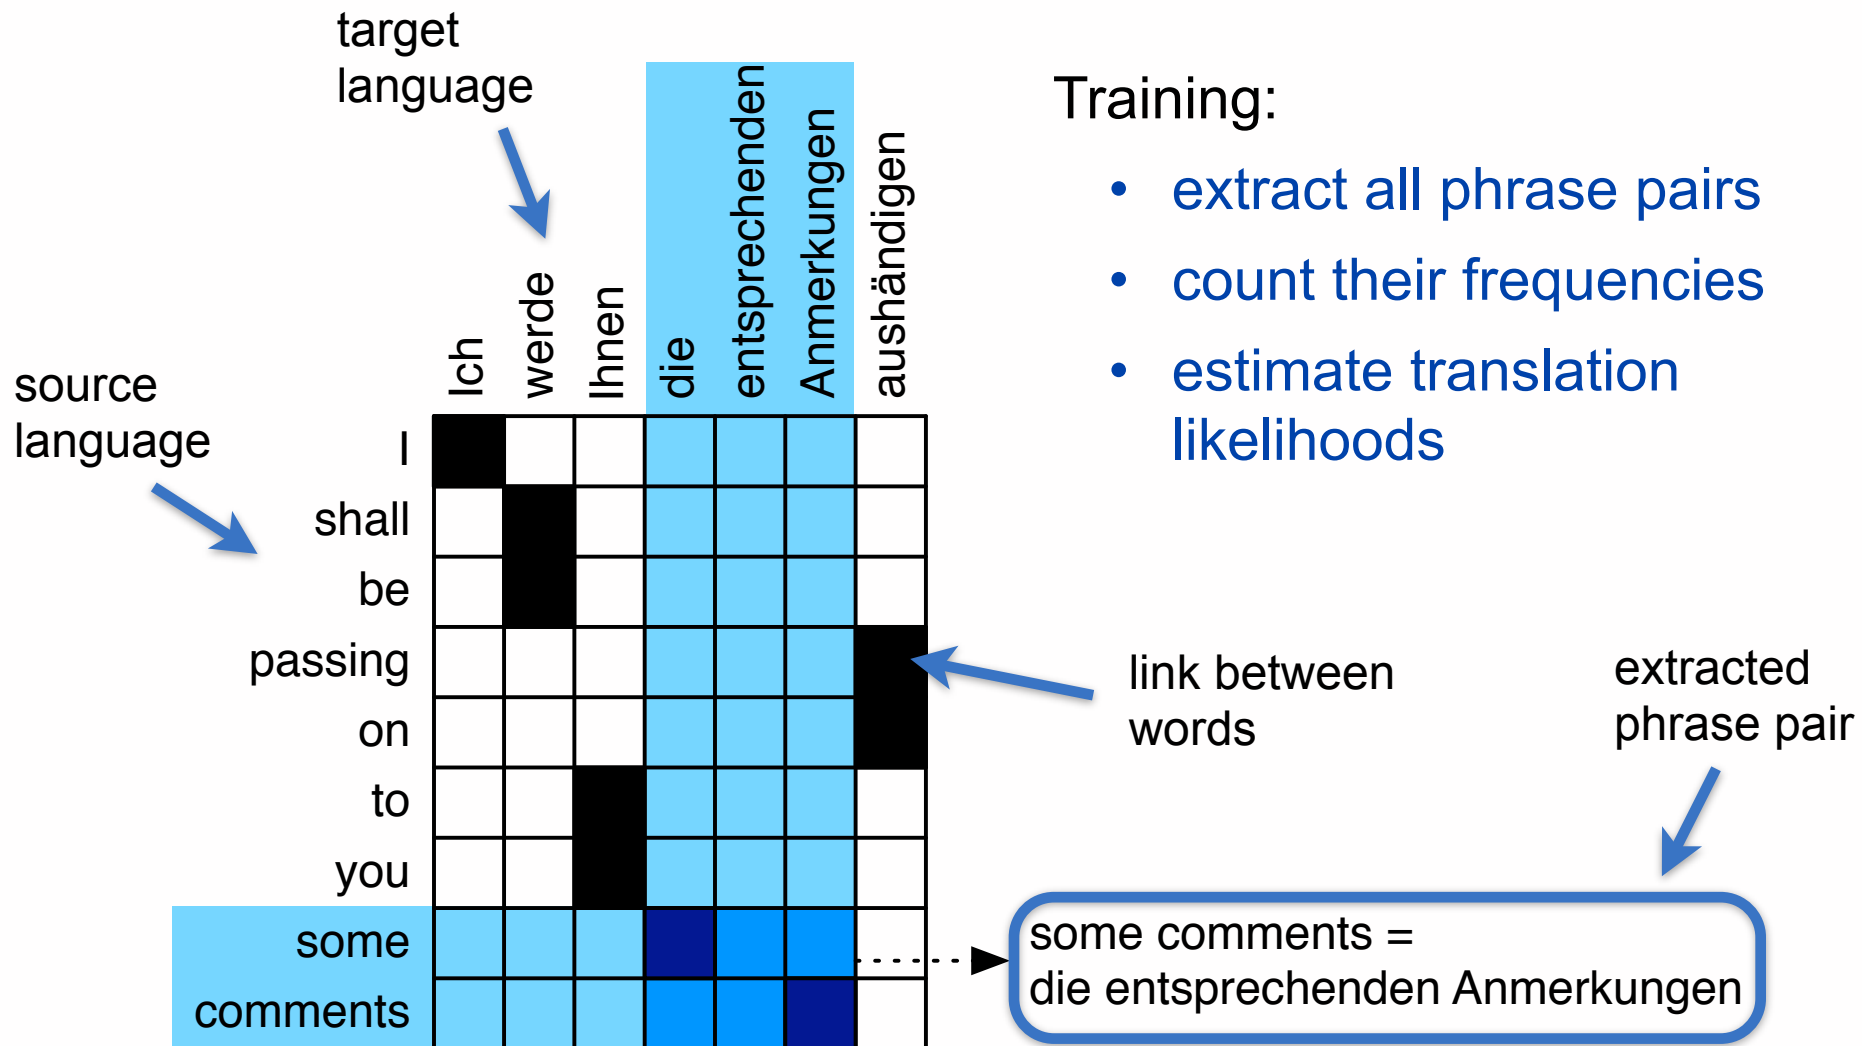 target
language
Training:
• extract all phrase pairs
• count their frequencies
• estimate translation
likelihoods
source
language
Ich
werde
Ihnen
die
entsprechenden
Anmerkungen
aushändigen
I
shall
be
passing
on
to
you
some
comments
link between
words
extracted
phrase pair
some comments =
die entsprechenden Anmerkungen